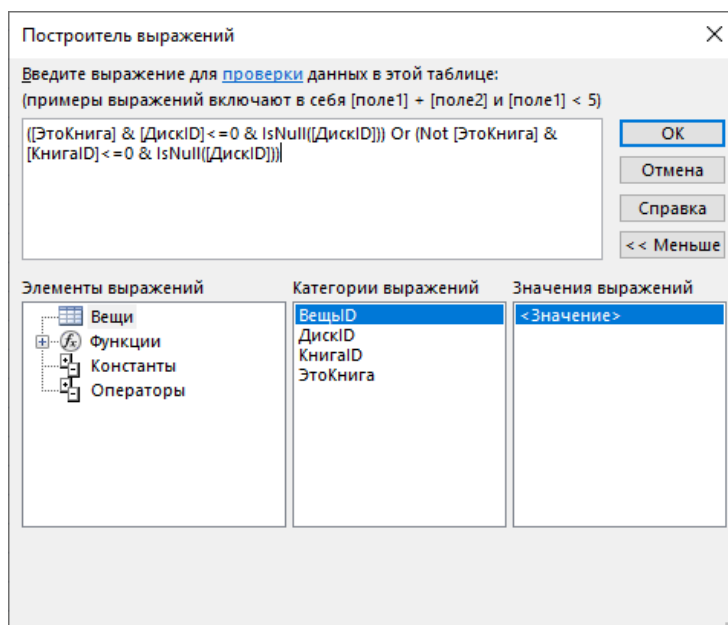 Построитель выражений
Введите выражение для проверки данных в этой таблице:
(примеры выражений включают в себя [поле1] + [поле2] и [поле1] < 5)
([ЭтоКнига] & [ДискID]<=0 & IsNull([ДискID])) Or (Not [ЭтоКнига] &
[КнигаID]<=0 & IsNull([ДискID]))
ОК
Отмена
Справка
<< Меньше
Элементы выражений
Вещи
Функции
Константы
Операторы
Категории выражений
ВещыID
ДискID
КнигаID
ЭтоКнига
Значения выражений
<Значение>